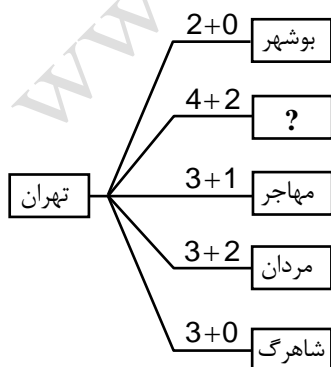 2+0
بوشهر
4+2
?
تهران
3+1
مهاجر
3+2
مردان
3+0
شاهرگ